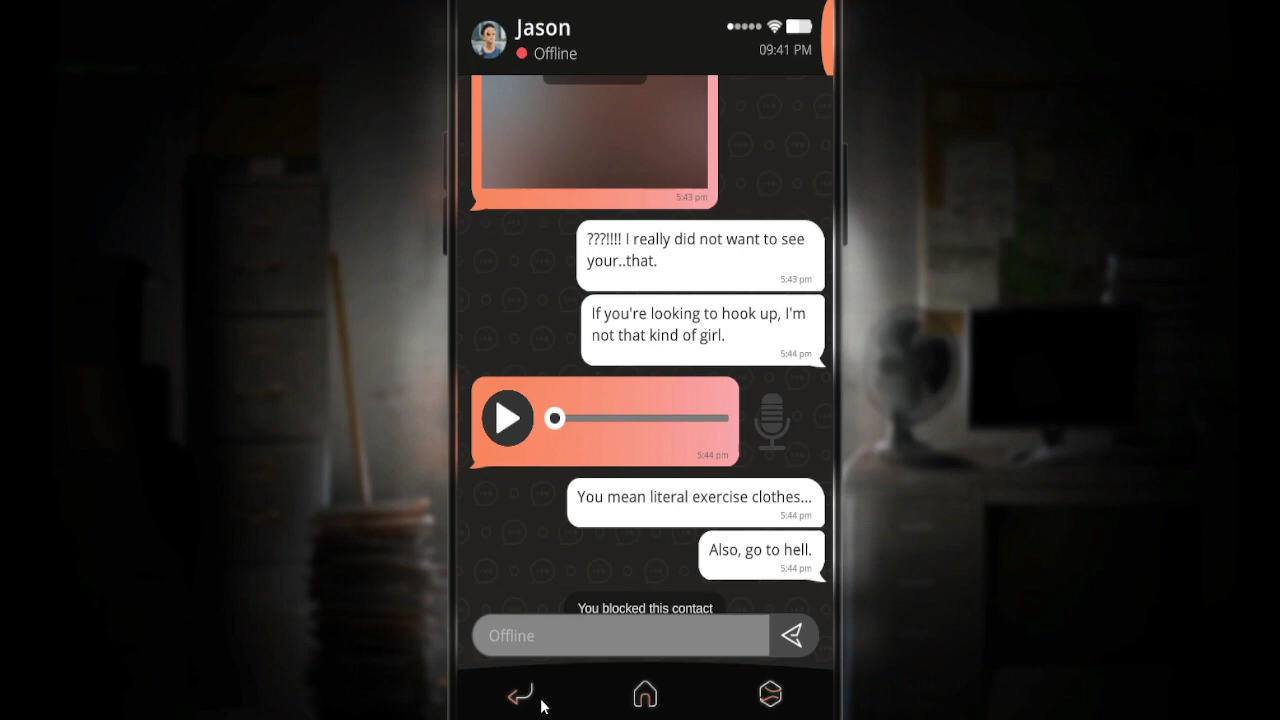 Jason
Offline
09:41 PM
5:43 pm
???!!!! I really did not want to see
your..that.
5:43 pm
If you're looking to hook up, I'm
not that kind of girl.
5:44 pm
5:44 pm
You mean literal exercise clothes...
5:44 pm
Also, go to hell.
5:44 pm
You blocked this contact
Offline